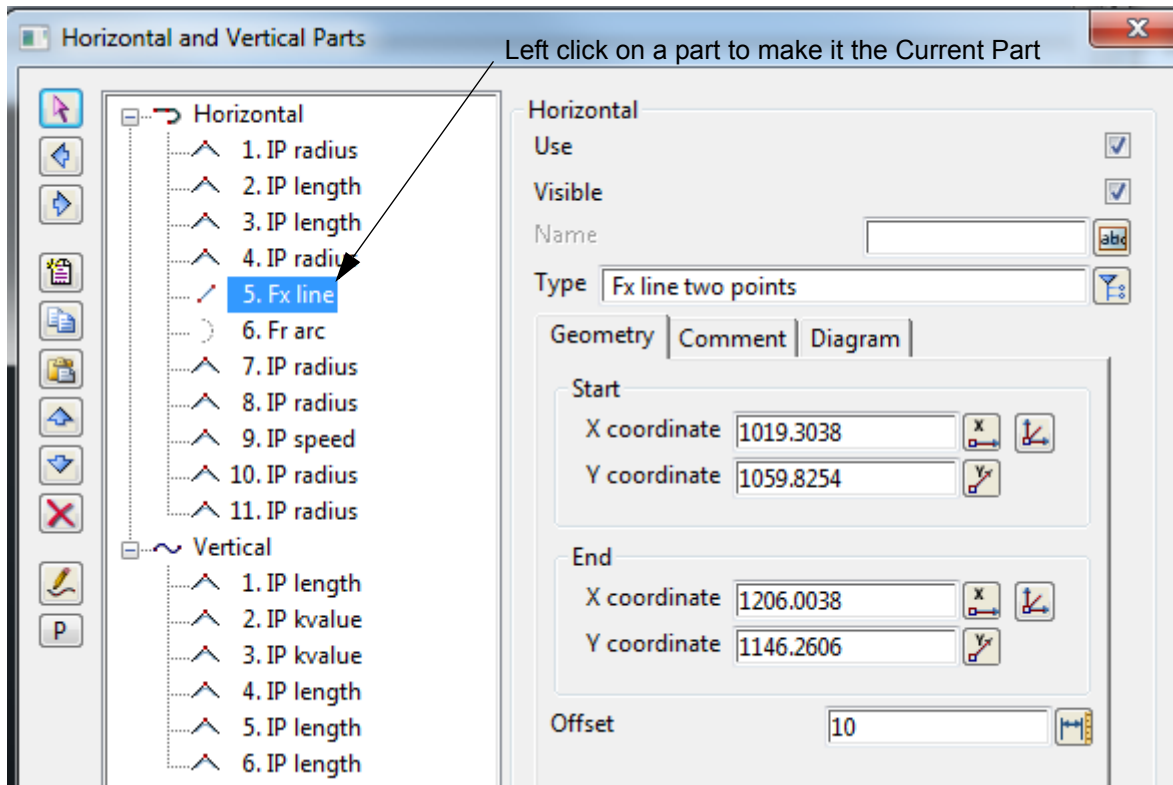 Horizontal and Vertical Parts
Left click on a part to make it the Current Part
Horizontal
1. IP radius
2. IP length
3. IP length
4. IP radius
5. Fx line
6. Fr arc
7. IP radius
8. IP radius
9. IP speed
10. IP radius
11. IP radius
Vertical
1. IP length
2. IP kvalue
3. IP kvalue
4. IP length
5. IP length
6. IP length
P
Horizontal
Use
Visible
Name
abc
Type Fx line two points
Geometry Comment Diagram
Start
X coordinate 1019.3038 X
Y coordinate 1059.8254 Y
End
X coordinate 1206.0038 X
Y coordinate 1146.2606 Y
Offset 10